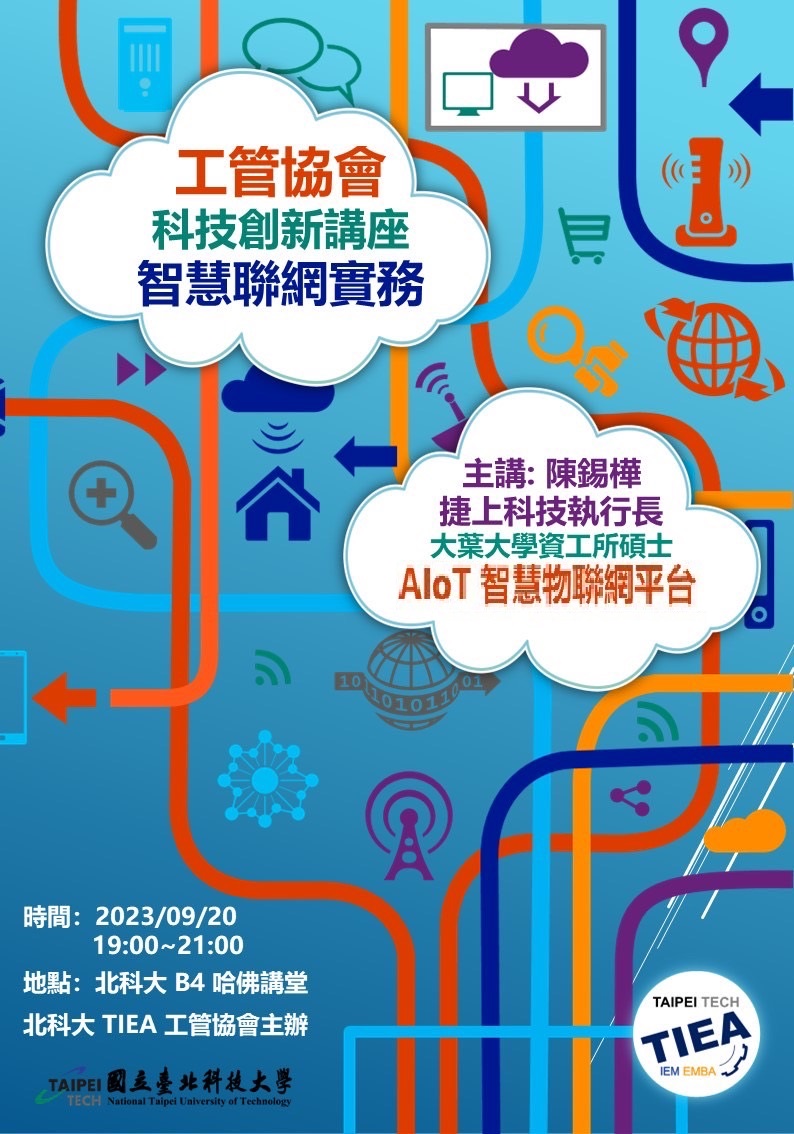 工管協會
科技創新講座
智慧聯網實務
主講: 陳錫樺
捷上科技執行長
大葉大學資工所碩士
AIoT 智慧物聯網平台
10 110101101 01
時間: 2023/09/20
19:00~21:00
地點: 北科大 B4 哈佛講堂
北科大 TIEA 工管協會主辦
TAIPEI TECH
國立臺北科技大學
National Taipei University of Technology
TAIPEI TECH
TIEA
IEM EMBA